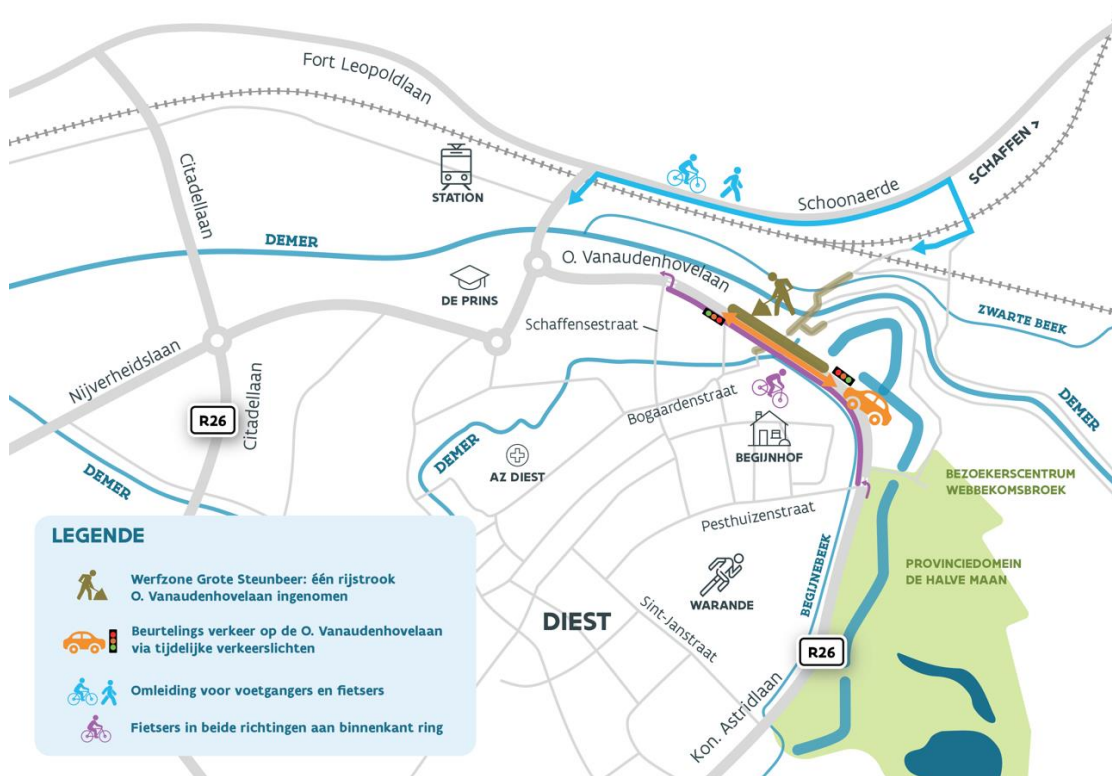 Fort Leopoldlaan
Citadellaan
STATION
Schoonaerde
SCHAFFEN >
DEMER
O. Vanaudenhovelaan
DE PRINS
Schaffensestraat
ZWARTE BEEK
Nijverheidslaan
Citadellaan
R26
Bogaardenstraat
DEMER
DEMER
DEMER
AZ DIEST
BEGIJNHOF
BEZOEKERSCENTRUM
WEBBEKOMSBROEK
Pesthuizenstraat
BEGIJNEBEEK
PROVINCIEDOMEIN
DE HALVE MAAN
WARANDE
Sint-Janstraat
DIEST
R26
Kon. Astridlaan
LEGENDE
Werfzone Grote Steunbeer: één rijstrook
O. Vanaudenhovelaan ingenomen
Beurtelings verkeer op de O. Vanaudenhovelaan
via tijdelijke verkeerslichten
Omleiding voor voetgangers en fietsers
Fietsers in beide richtingen aan binnenkant ring